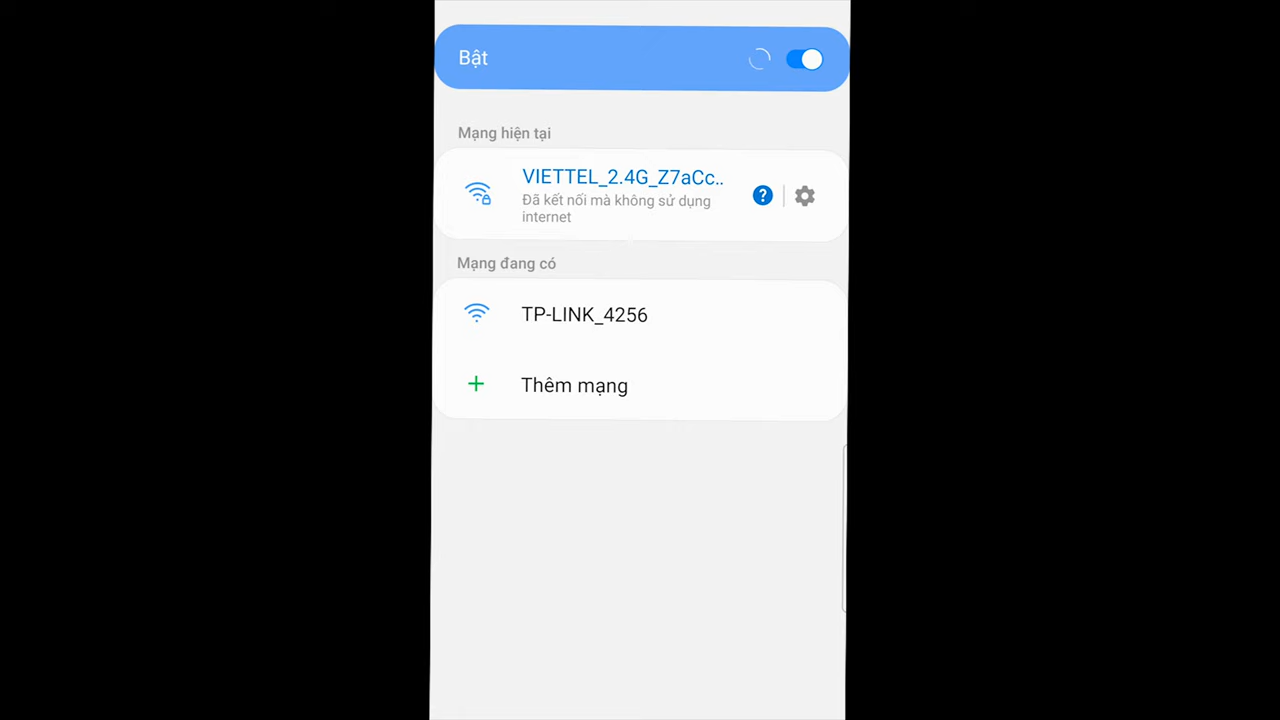 Bật
Mạng hiện tại
VIETTEL_2.4G_Z7aCc..
Đã kết nối mà không sử dụng
internet
?
Mạng đang có
TP-LINK_4256
Thêm mạng